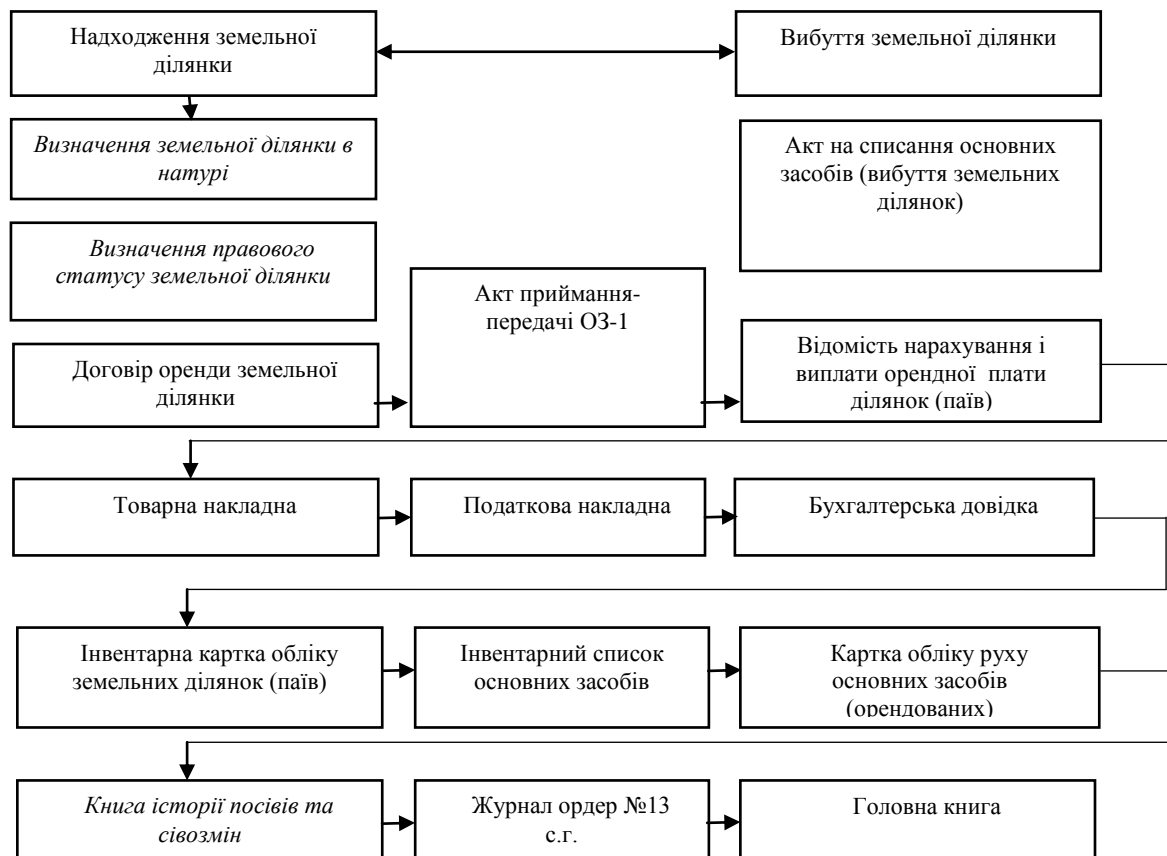 Надходження земельної
ділянки
Вибуття земельної ділянки
Визначення земельної ділянки в
натурі
Акт на списання основних
засобів (вибуття земельних
ділянок)
Визначення правового
статусу земельної ділянки
Акт приймання-
передачі ОЗ-1
Договір оренди земельної
ділянки
Відомість нарахування і
виплати орендної плати
ділянок (паїв)
Товарна накладна
Податкова накладна
Бухгалтерська довідка
Інвентарна картка обліку
земельних ділянок (паїв)
Інвентарний список
основних засобів
Картка обліку руху
основних засобів
(орендованих)
Книга історії посівів та
сівозмін
Журнал ордер №13
с.г.
Головна книга